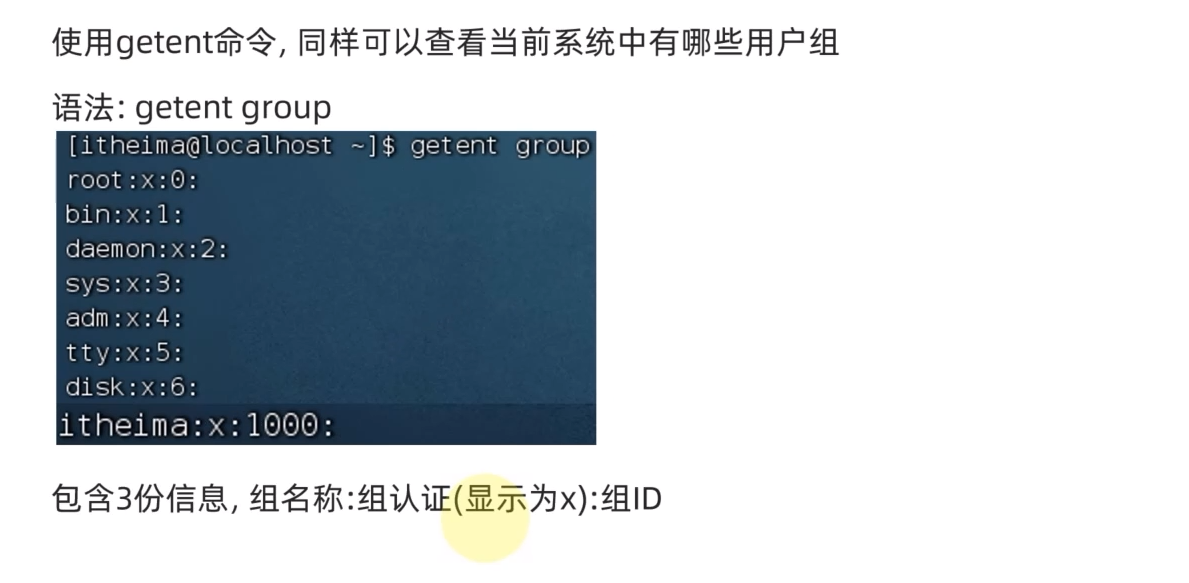 使用getent命令, 同样可以查看当前系统中有哪些用户组
语法: getent group
[itheima@localhost ~]$ getent group
root:x:0:
bin:x:1:
daemon:x:2:
sys:x:3:
adm:x:4:
tty:x:5:
disk:x:6:
itheima:x:1000:
包含3份信息, 组名称:组认证(显示为x):组ID